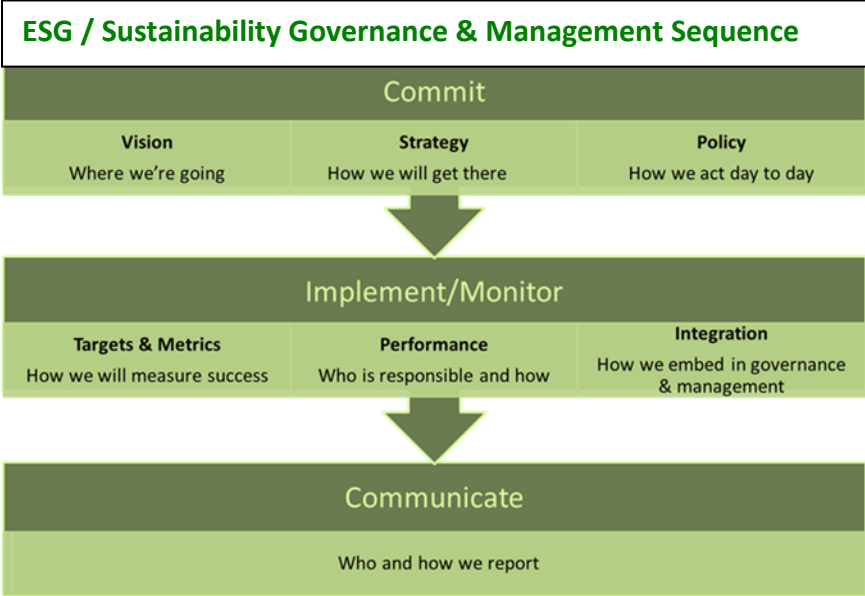 ESG / Sustainability Governance & Management Sequence
Commit
Vision
Where we're going
Strategy
How we will get there
Policy
How we act day to day
Implement/Monitor
Targets & Metrics
How we will measure success
Performance
Who is responsible and how
Integration
How we embed in governance
& management
Communicate
Who and how we report